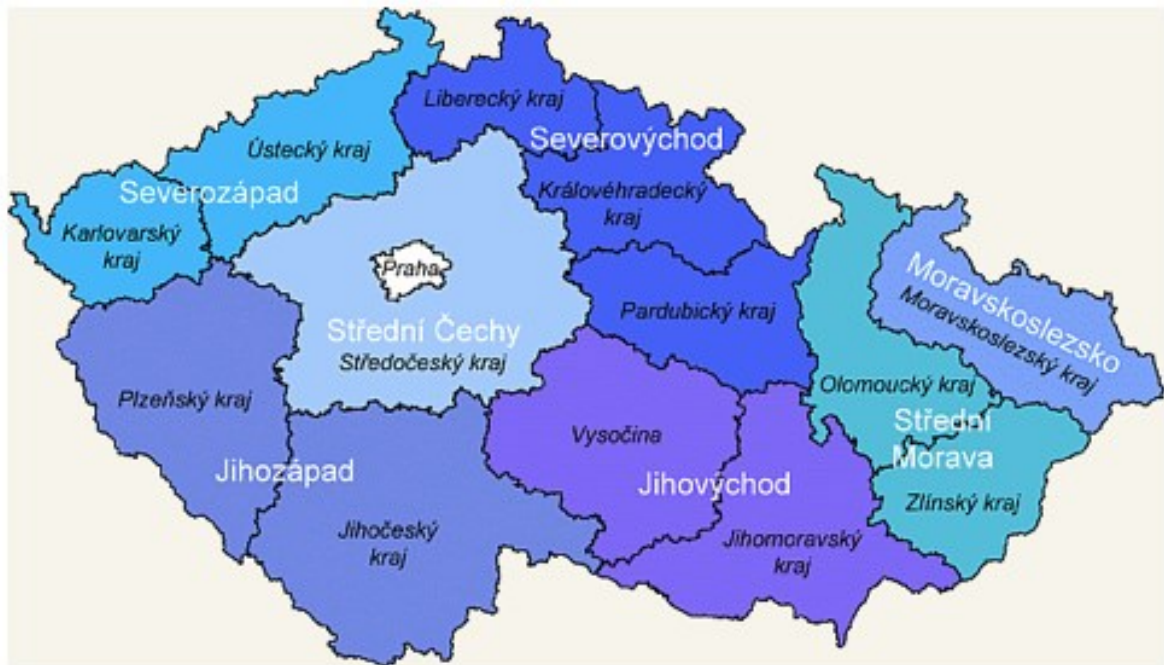 Liberecký kraj
Severovýchod
Ústecký kraj
Severozápad
Královéhradecký
kraj
Karlovarský
kraj
Praha
Moravskoslezsko
Moravskoslezský kraj
Pardubický kraj
Střední Čechy
Středočeský kraj
Plzeňský kraj
Olomoucký kraj
Střední
Morava
Vysočina
Jihozápad
Jihovýchod
Zlínský kraj
Jihočeský
kraj
Jihomoravský
kraj